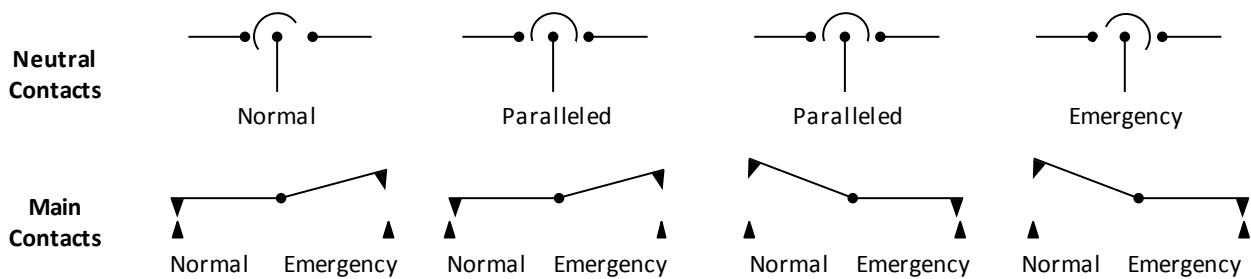 Neutral
Contacts
Normal
Paralleled
Paralleled
Emergency
Main
Contacts
Normal Emergency
Normal Emergency
Normal Emergency
Normal Emergency